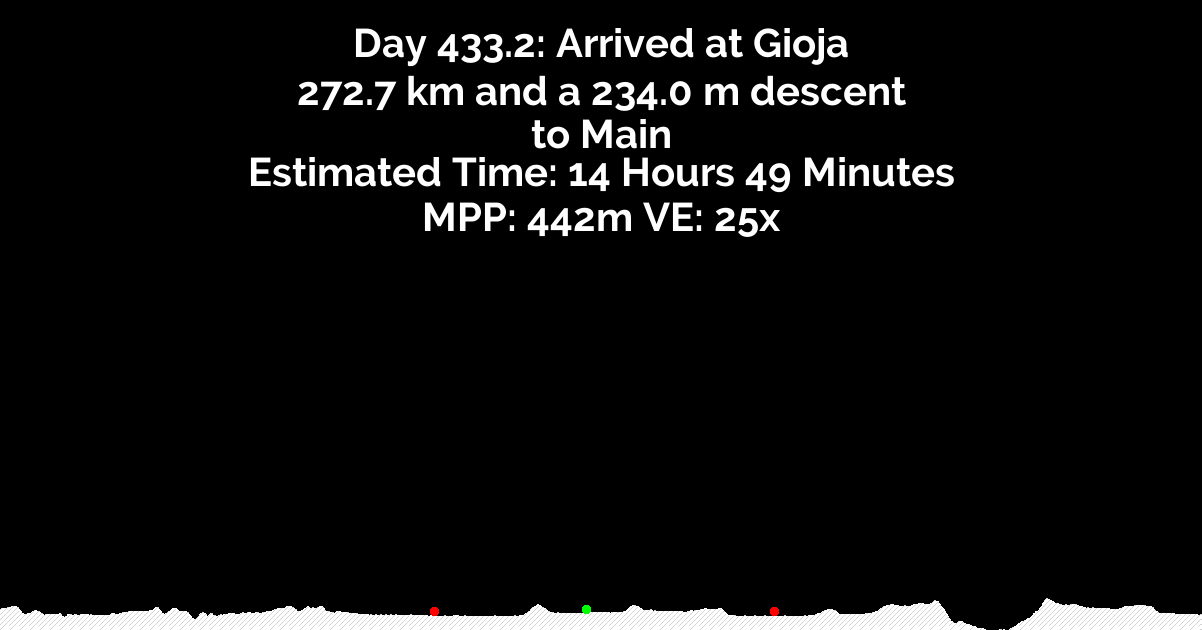 Day 433.2: Arrived at Gioja
272.7 km and a 234.0 m descent
to Main
Estimated Time: 14 Hours 49 Minutes
MPP: 442m VE: 25x